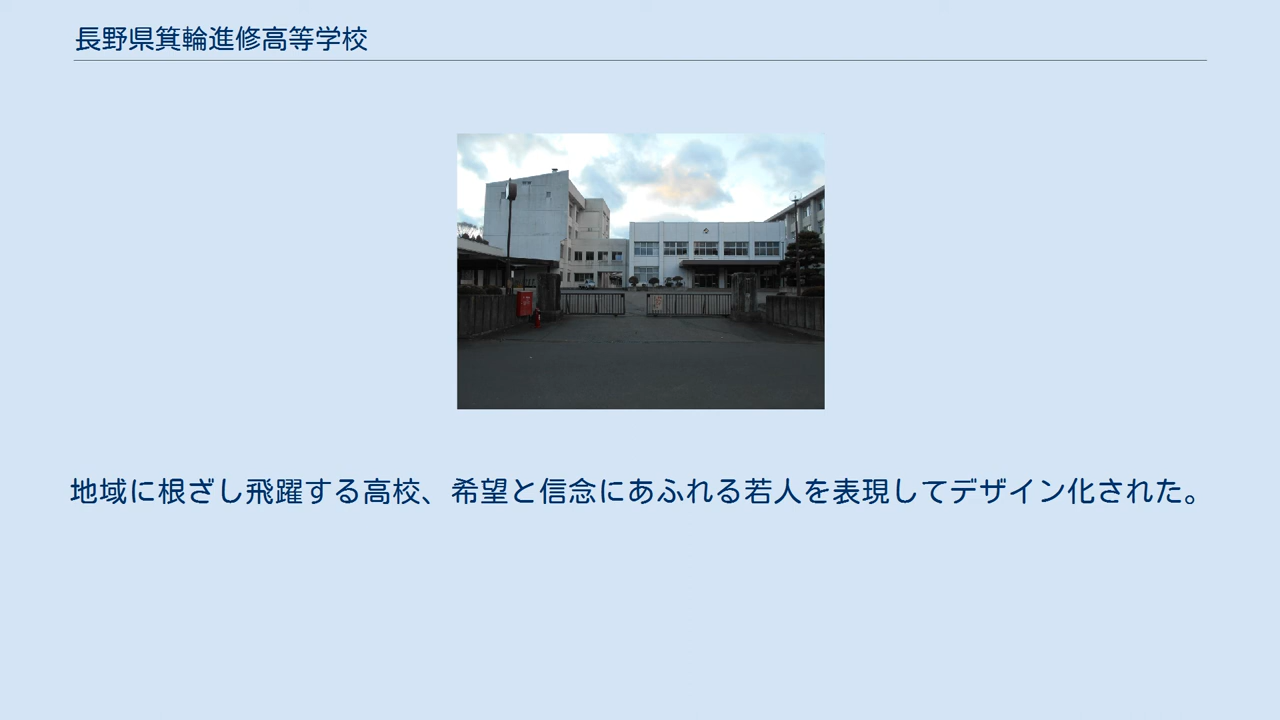 長野県箕輪進修高等学校
地域に根ざし飛躍する高校、希望と信念にあふれる若人を表現してデザイン化された。